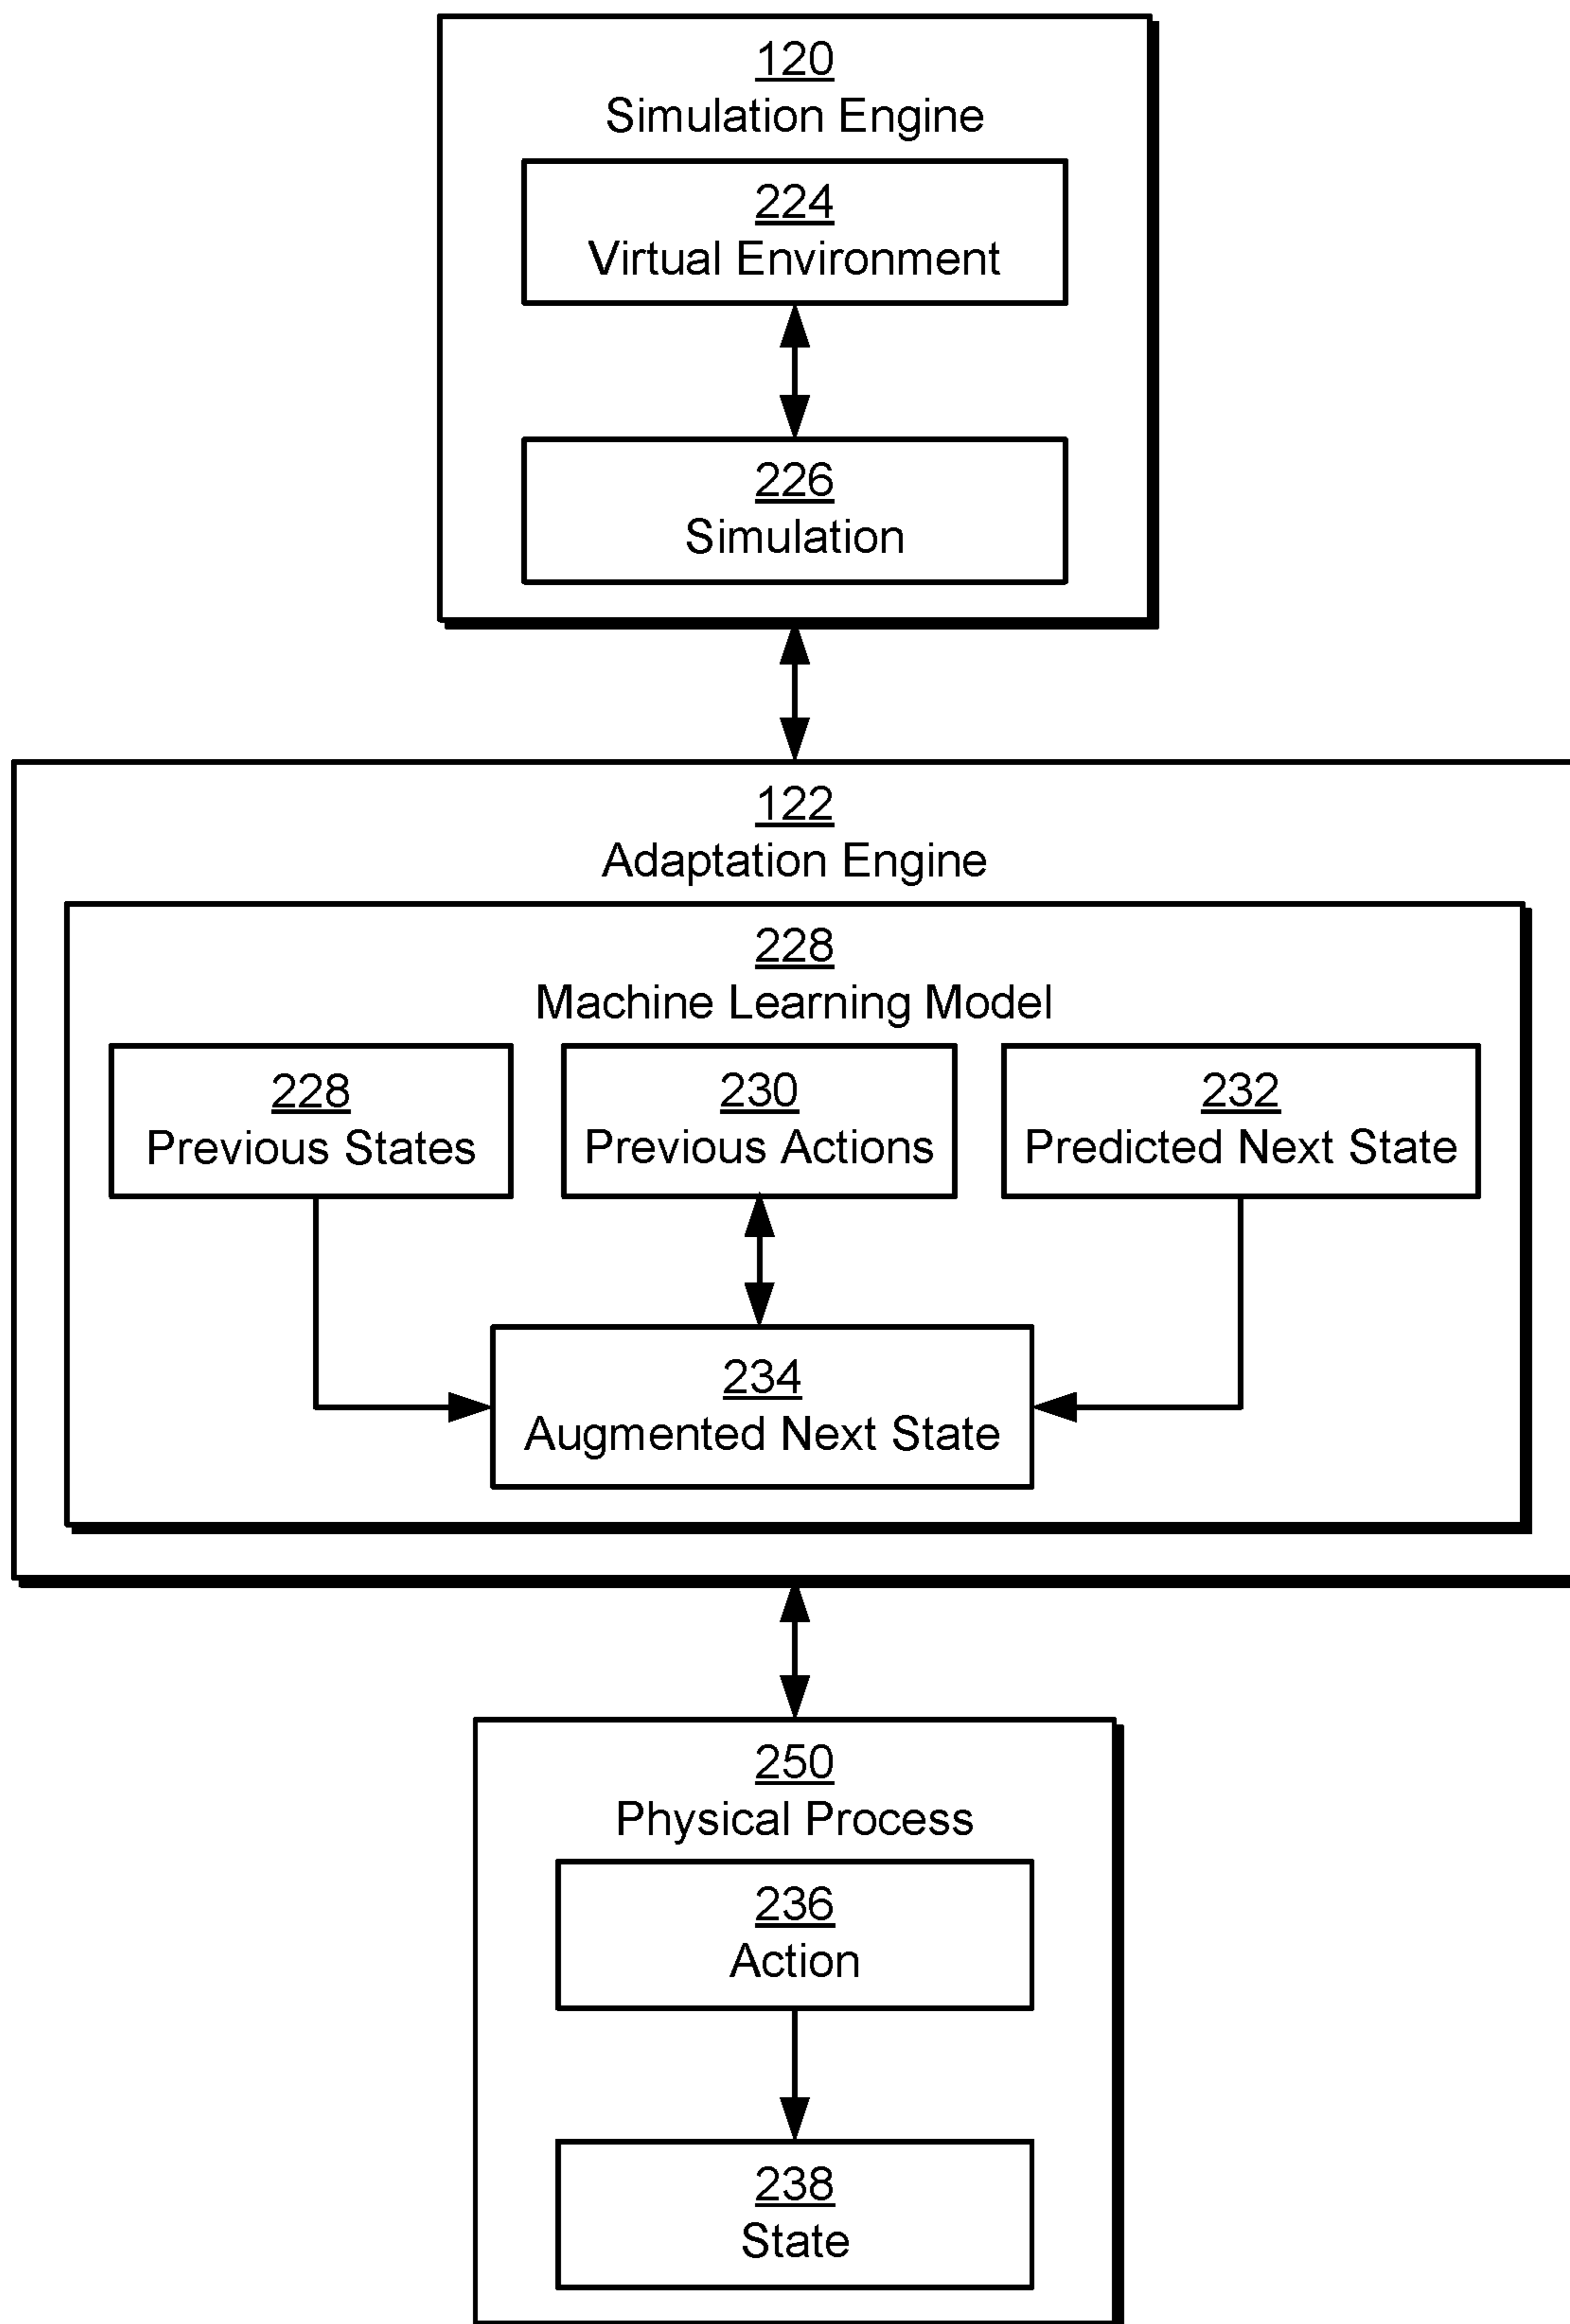 120
Simulation Engine
224
Virtual Environment
226
Simulation
122
Adaptation Engine
228
Machine Learning Model
228
Previous States
230
Previous Actions
232
Predicted Next State
234
Augmented Next State
250
Physical Process
236
Action
238
State